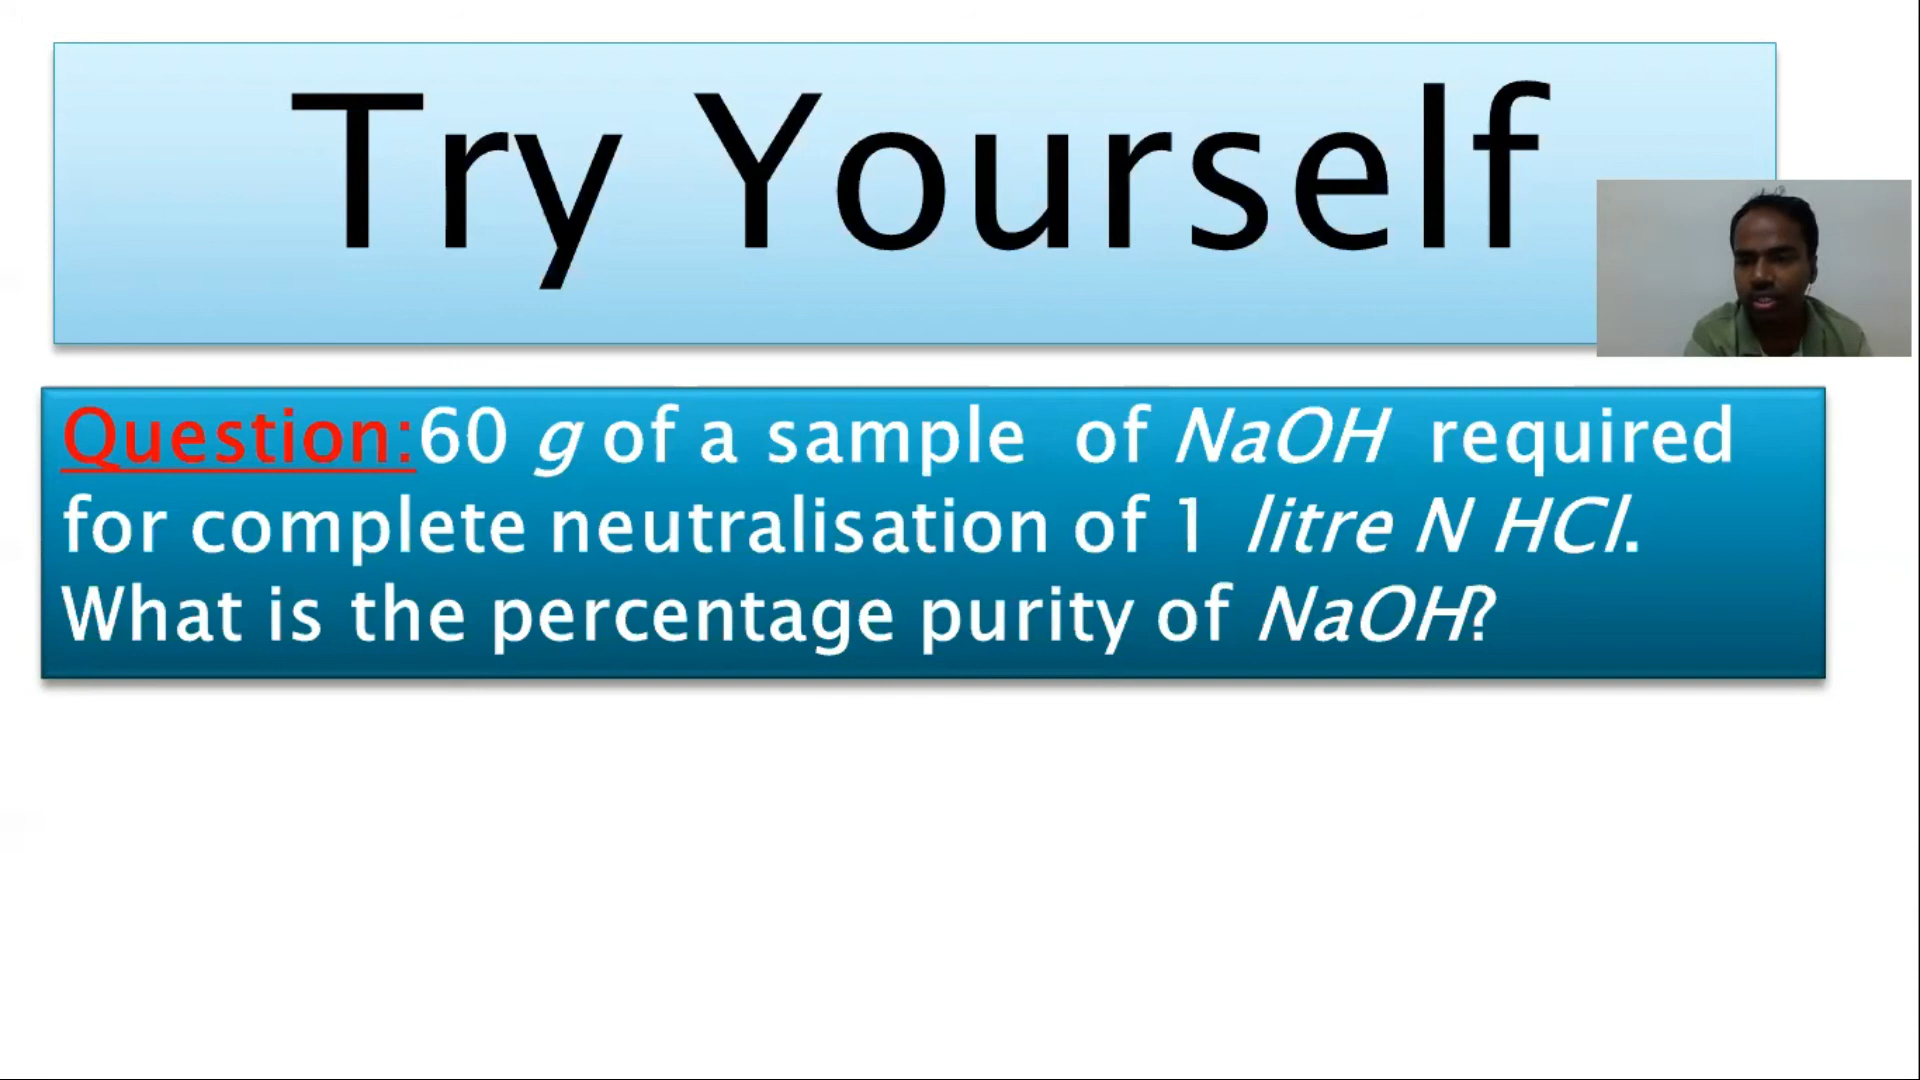 Try Yourself
Question:60 g of a sample of NaOH required
for complete neutralisation of 1 litre N HCl.
What is the percentage purity of NaOH?